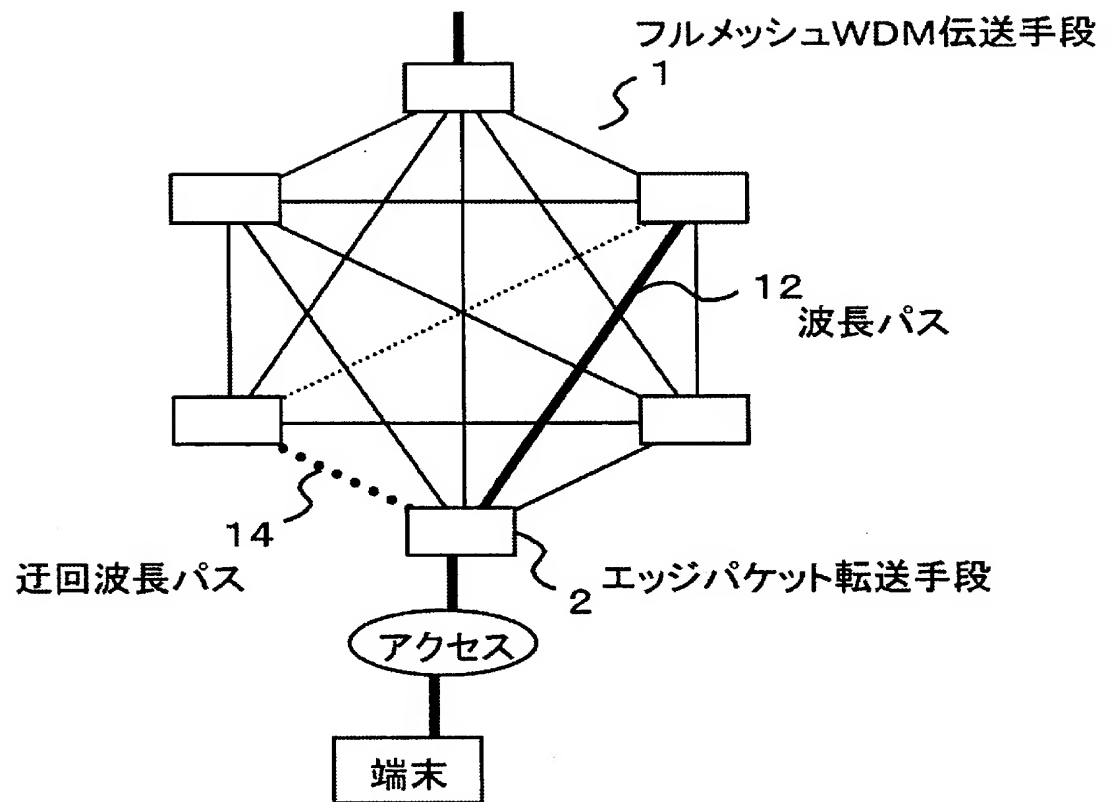 フルメッシュWDM伝送手段
1
12
波長パス
14
迂回波長パス
2
エッジパケット転送手段
アクセス
端末